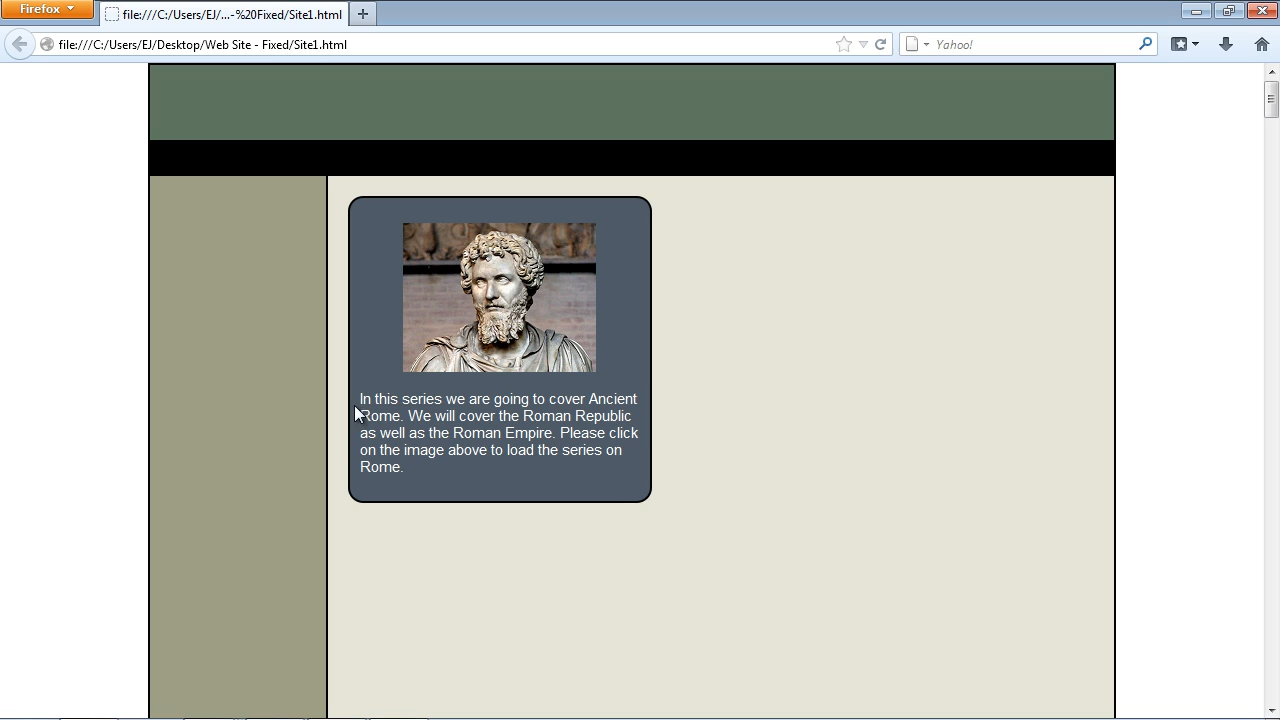 Firefox
file:///C:/Users/EJ/...-%20Fixed/Site1.html
file:///C:/Users/EJ/Desktop/Web Site - Fixed/Site1.html
Yahoo!
In this series we are going to cover Ancient
Rome. We will cover the Roman Republic
as well as the Roman Empire. Please click
on the image above to load the series on
Rome.